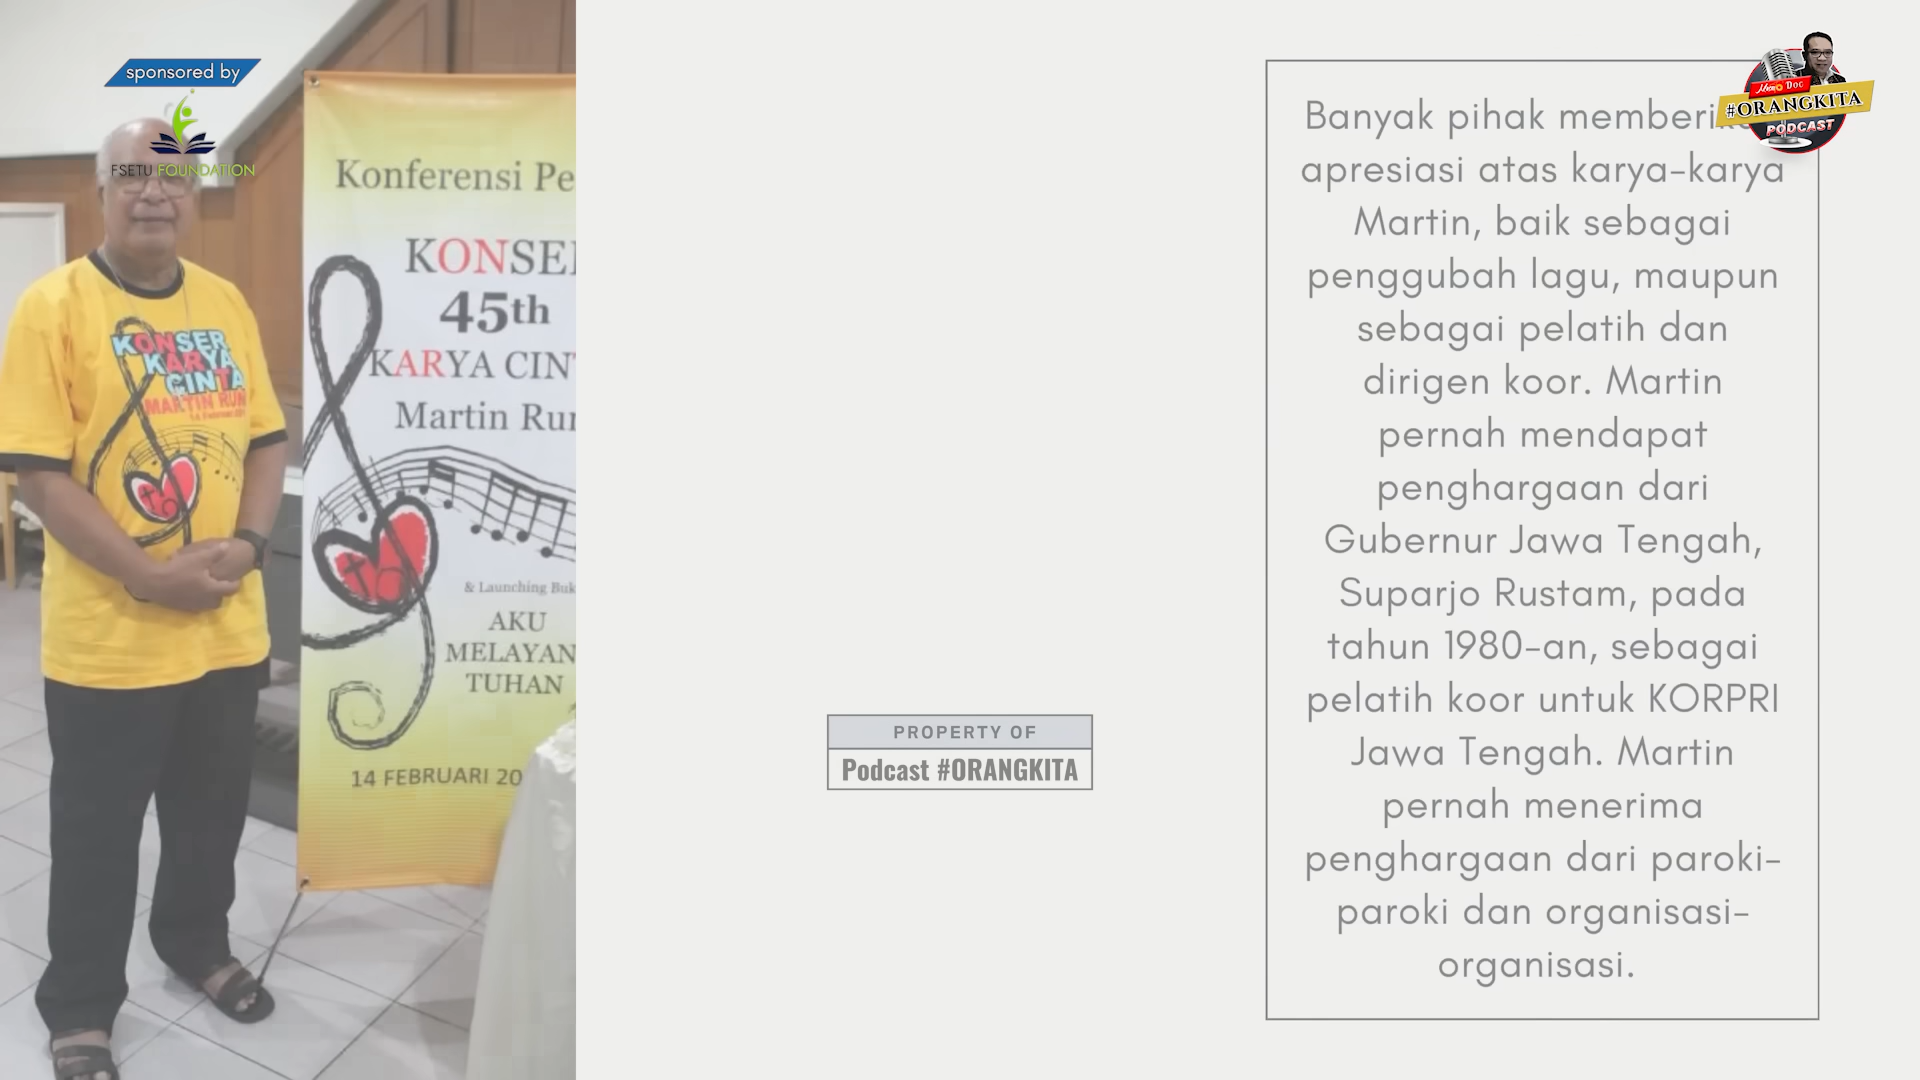 sponsored by
FSETU FOUNDATION
KONSER
KARYA
CINTA
MARTIN RUN
Konferensi Pe
KONSE
45th
KARYA CIN
Martin Run
& Launching Buk
AKU
MELAYAN
TUHAN
14 FEBRUARI 20
PROPERTY OF
Podcast #ORANGKITA
#ORANGKITA
PODCAST
Banyak pihak memberi
apresiasi atas karya-karya
Martin, baik sebagai
penggubah lagu, maupun
sebagai pelatih dan
dirigen koor. Martin
pernah mendapat
penghargaan dari
Gubernur Jawa Tengah,
Suparjo Rustam, pada
tahun 1980-an, sebagai
pelatih koor untuk KORPRI
Jawa Tengah. Martin
pernah menerima
penghargaan dari paroki-
paroki dan organisasi-
organisasi.